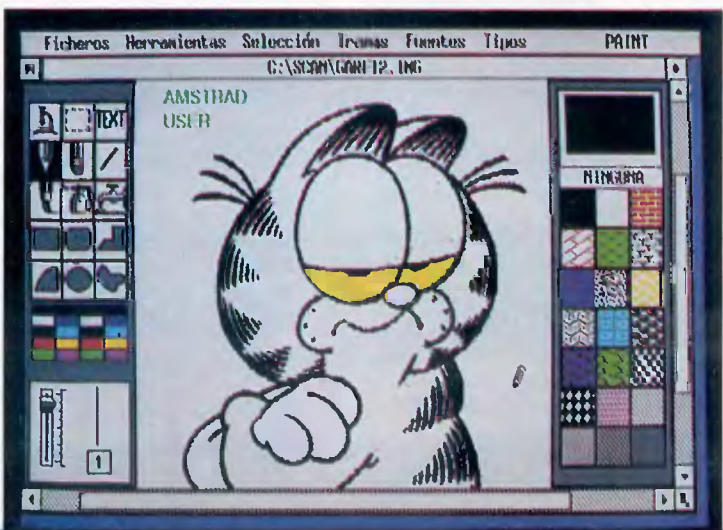 Ficheros Herramientas Selección Tramas Fuentes Tipos PAINT
C:\SCAN\GARF12.IMG
AMSTRAD
USER
TEXT
NINGUNA
1